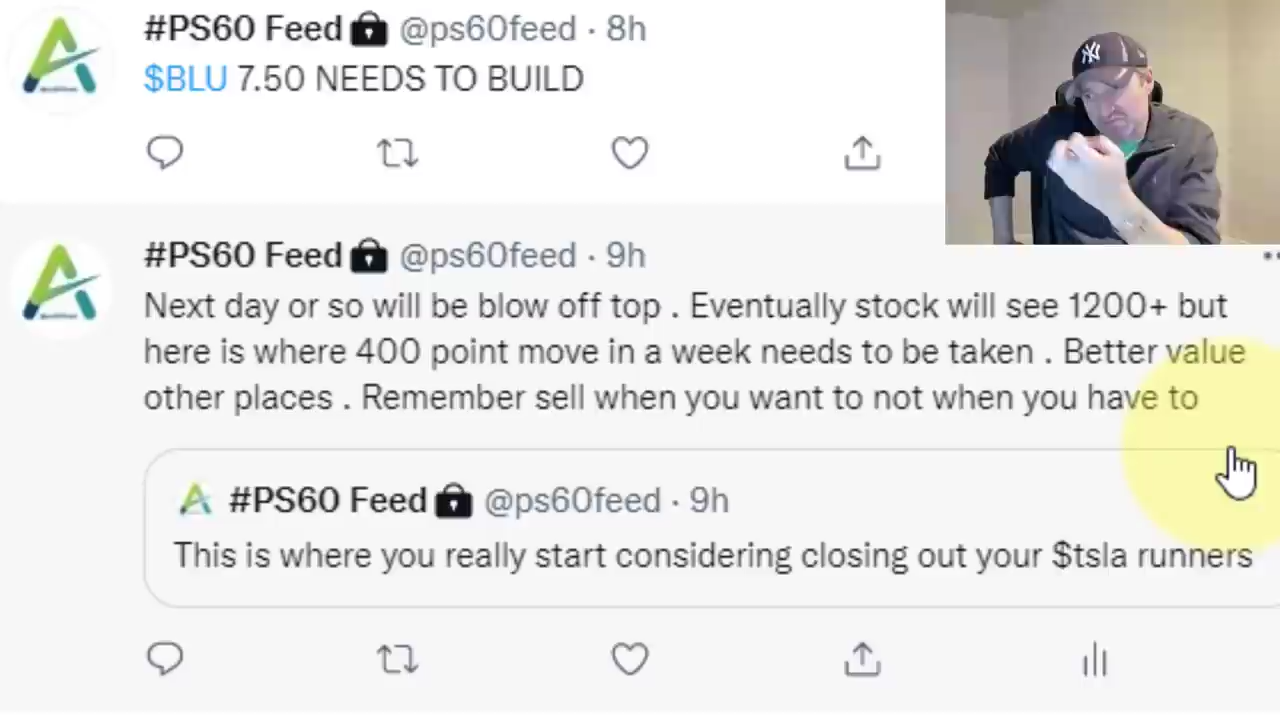 #PS60 Feed @ps60feed · 8h
$BLU 7.50 NEEDS TO BUILD
#PS60 Feed @ps60feed · 9h
Next day or so will be blow off top . Eventually stock will see 1200+ but
here is where 400 point move in a week needs to be taken . Better value
other places . Remember sell when you want to not when you have to
#PS60 Feed @ps60feed · 9h
This is where you really start considering closing out your $tsla runners